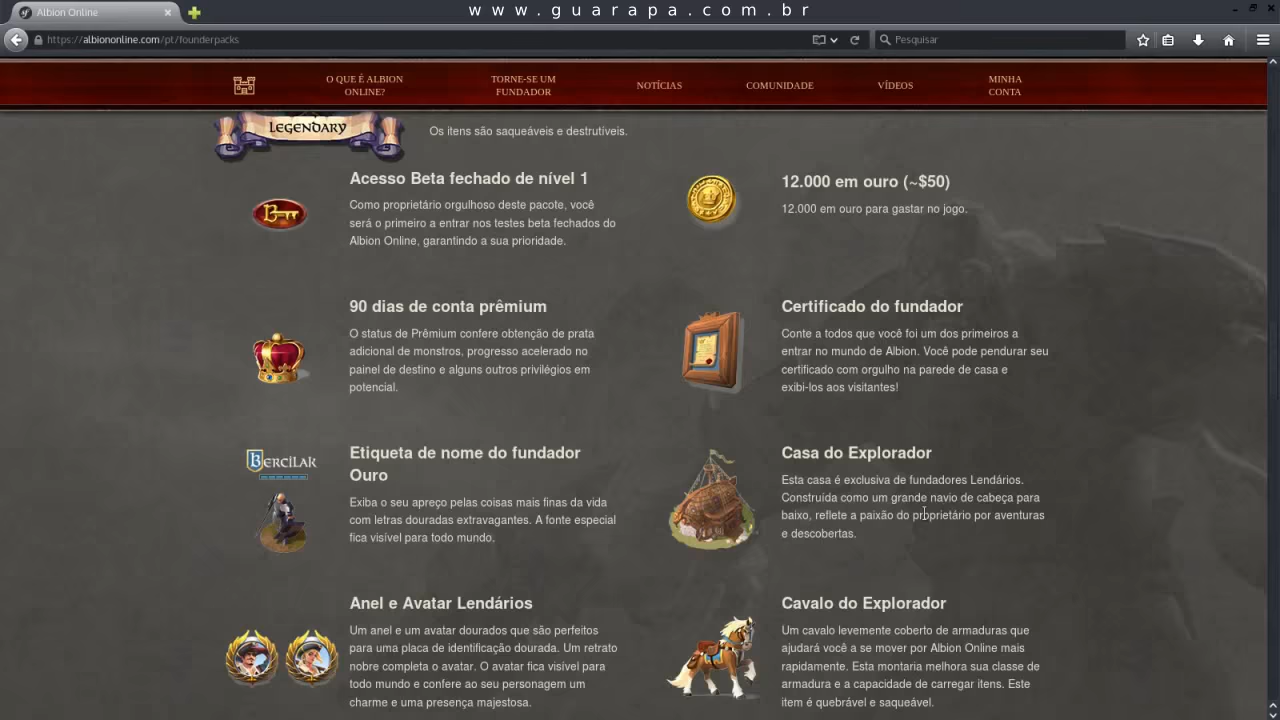 Albion Online
www.guarapa.com.br
https://albiononline.com/pt/founderpacks
Pesquisar
O QUE É ALBION
ONLINE?
TORNE-SE UM
FUNDADOR
NOTÍCIAS
COMUNIDADE
VÍDEOS
MINHA
CONTA
LEGENDARY
Os itens são saqueáveis e destrutíveis.
Acesso Beta fechado de nível 1
Como proprietário orgulhoso deste pacote, você
será o primeiro a entrar nos testes beta fechados do
Albion Online, garantindo a sua prioridade.
12.000 em ouro (~$50)
12.000 em ouro para gastar no jogo.
90 dias de conta prêmium
O status de Prêmium confere obtenção de prata
adicional de monstros, progresso acelerado no
painel de destino e alguns outros privilégios em
potencial.
Certificado do fundador
Conte a todos que você foi um dos primeiros a
entrar no mundo de Albion. Você pode pendurar seu
certificado com orgulho na parede de casa e
exibi-los aos visitantes!
BERCILAK
Etiqueta de nome do fundador
Ouro
Exiba o seu apreço pelas coisas mais finas da vida
com letras douradas extravagantes. A fonte especial
fica visível para todo mundo.
Casa do Explorador
Esta casa é exclusiva de fundadores Lendários.
Construída como um grande navio de cabeça para
baixo, reflete a paixão do proprietário por aventuras
e descobertas.
Anel e Avatar Lendários
Um anel e um avatar dourados que são perfeitos
para uma placa de identificação dourada. Um retrato
nobre completa o avatar. O avatar fica visível para
todo mundo e confere ao seu personagem um
charme e uma presença majestosa.
Cavalo do Explorador
Um cavalo levemente coberto de armaduras que
ajudará você a se mover por Albion Online mais
rapidamente. Esta montaria melhora sua classe de
armadura e a capacidade de carregar itens. Este
item é quebrável e saqueável.